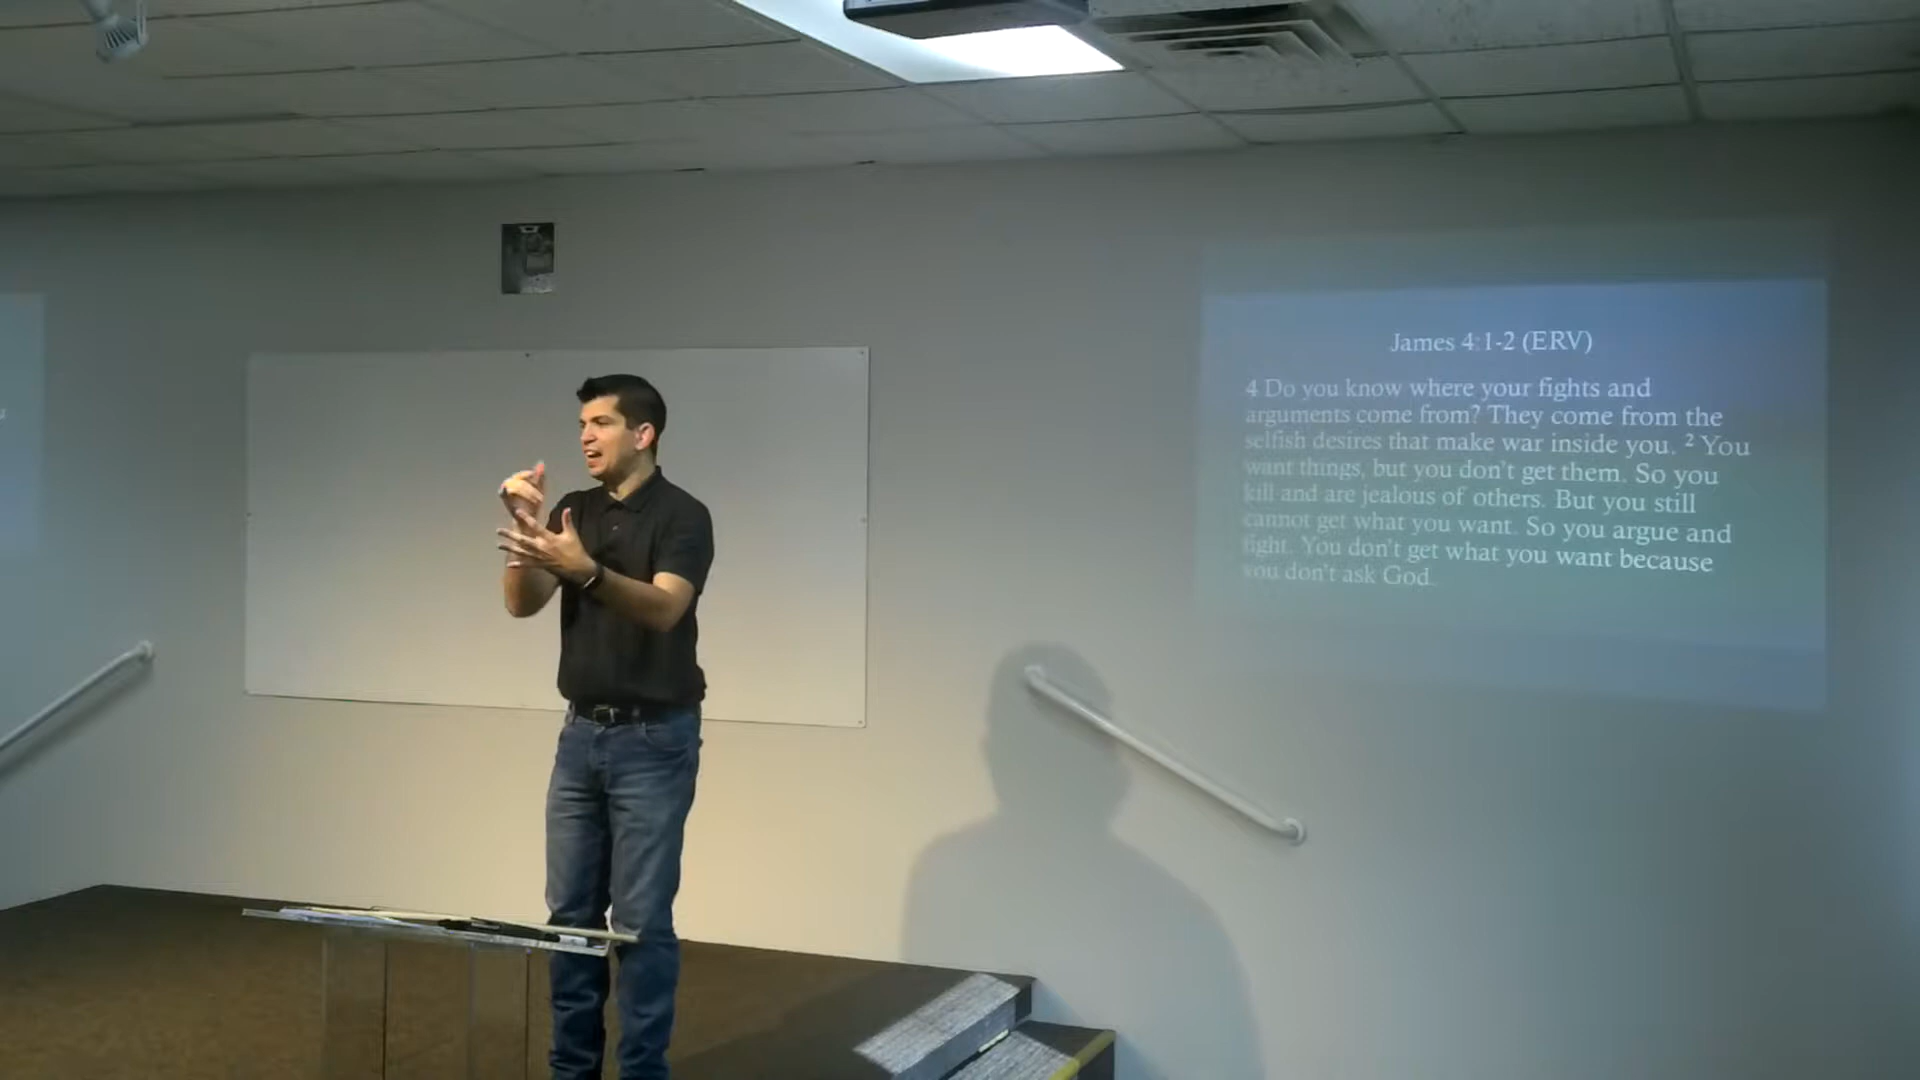 James 4:1-2 (ERV)
4 Do you know where your fights and
arguments come from? They come from the
selfish desires that make war inside you. ² You
want things, but you don't get them. So you
kill and are jealous of others. But you still
cannot get what you want. So you argue and
fight. You don't get what you want because
you don't ask God.